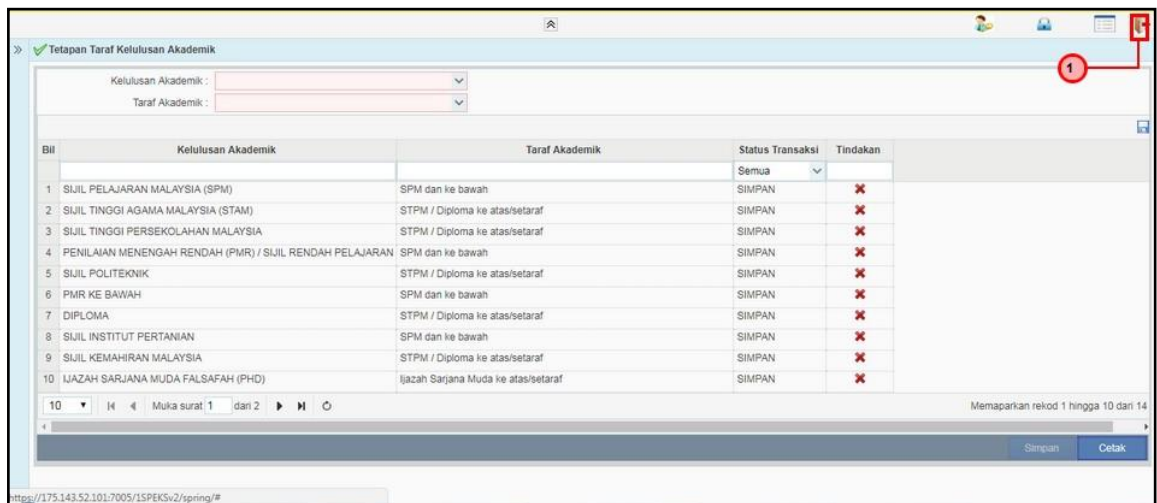 1
Tetapan Taraf Kelulusan Akademik
Kelulusan Akademik :
Taraf Akademik :
Bil Kelulusan Akademik Taraf Akademik Status Transaksi Tindakan
Semua
1 SIJIL PELAJARAN MALAYSIA (SPM) SPM dan ke bawah SIMPAN
2 SIJIL TINGGI AGAMA MALAYSIA (STAM) STPM / Diploma ke atas/setaraf SIMPAN
3 SIJIL TINGGI PERSEKOLAHAN MALAYSIA STPM / Diploma ke atas/setaraf SIMPAN
4 PENILAIAN MENENGAH RENDAH (PMR) / SIJIL RENDAH PELAJARAN SPM dan ke bawah SIMPAN
5 SIJIL POLITEKNIK STPM / Diploma ke atas/setaraf SIMPAN
6 PMR KE BAWAH SPM dan ke bawah SIMPAN
7 DIPLOMA STPM / Diploma ke atas/setaraf SIMPAN
8 SIJIL INSTITUT PERTANIAN SPM dan ke bawah SIMPAN
9 SIJIL KEMAHIRAN MALAYSIA STPM / Diploma ke atas/setaraf SIMPAN
10 IJAZAH SARJANA MUDA FALSAFAH (PHD) Ijazah Sarjana Muda ke atas/setaraf SIMPAN
10 Muka surat 1 dari 2 Memaparkan rekod 1 hingga 10 dari 14
Simpan Cetak
https://175.143.52.101:7005/1SPEKSv2/spring/#